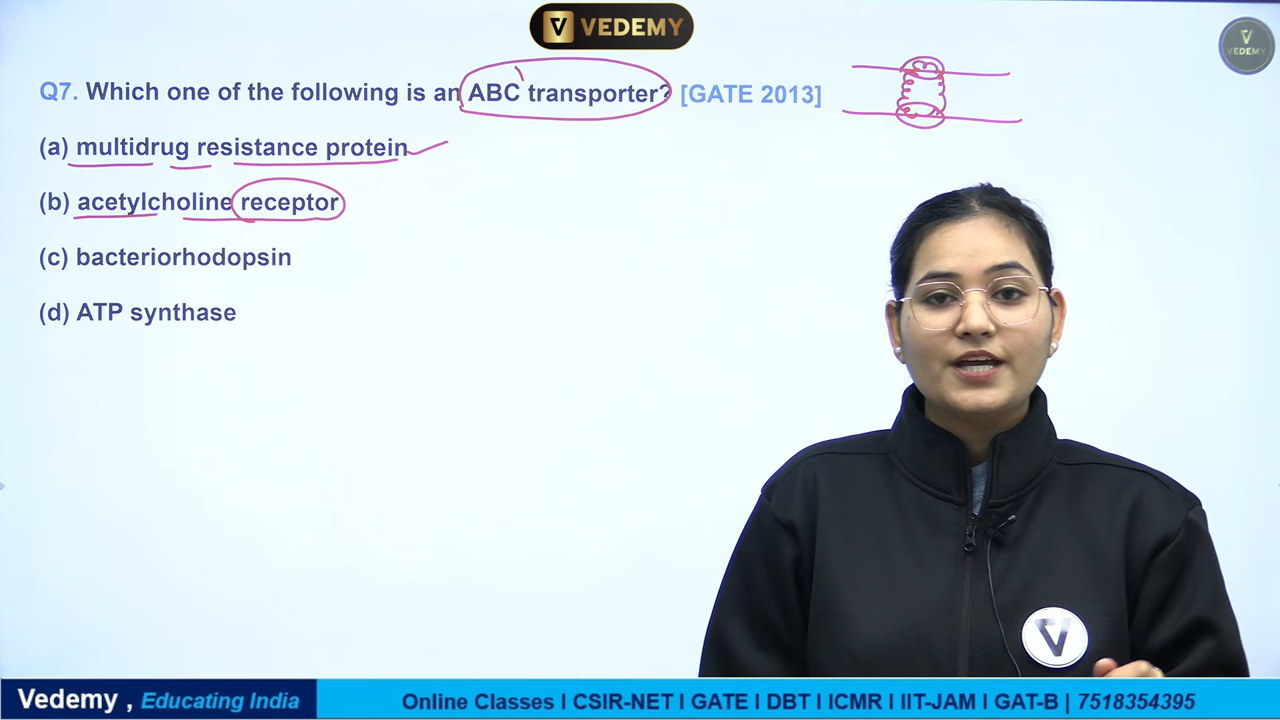 VEDEMY
VEDEMY
Q7. Which one of the following is an ABC transporter? [GATE 2013]
(a) multidrug resistance protein
(b) acetylcholine receptor
(c) bacteriorhodopsin
(d) ATP synthase
Vedemy , Educating India
Online Classes I CSIR-NET I GATE I DBT I ICMR I IIT-JAM I GAT-B | 7518354395